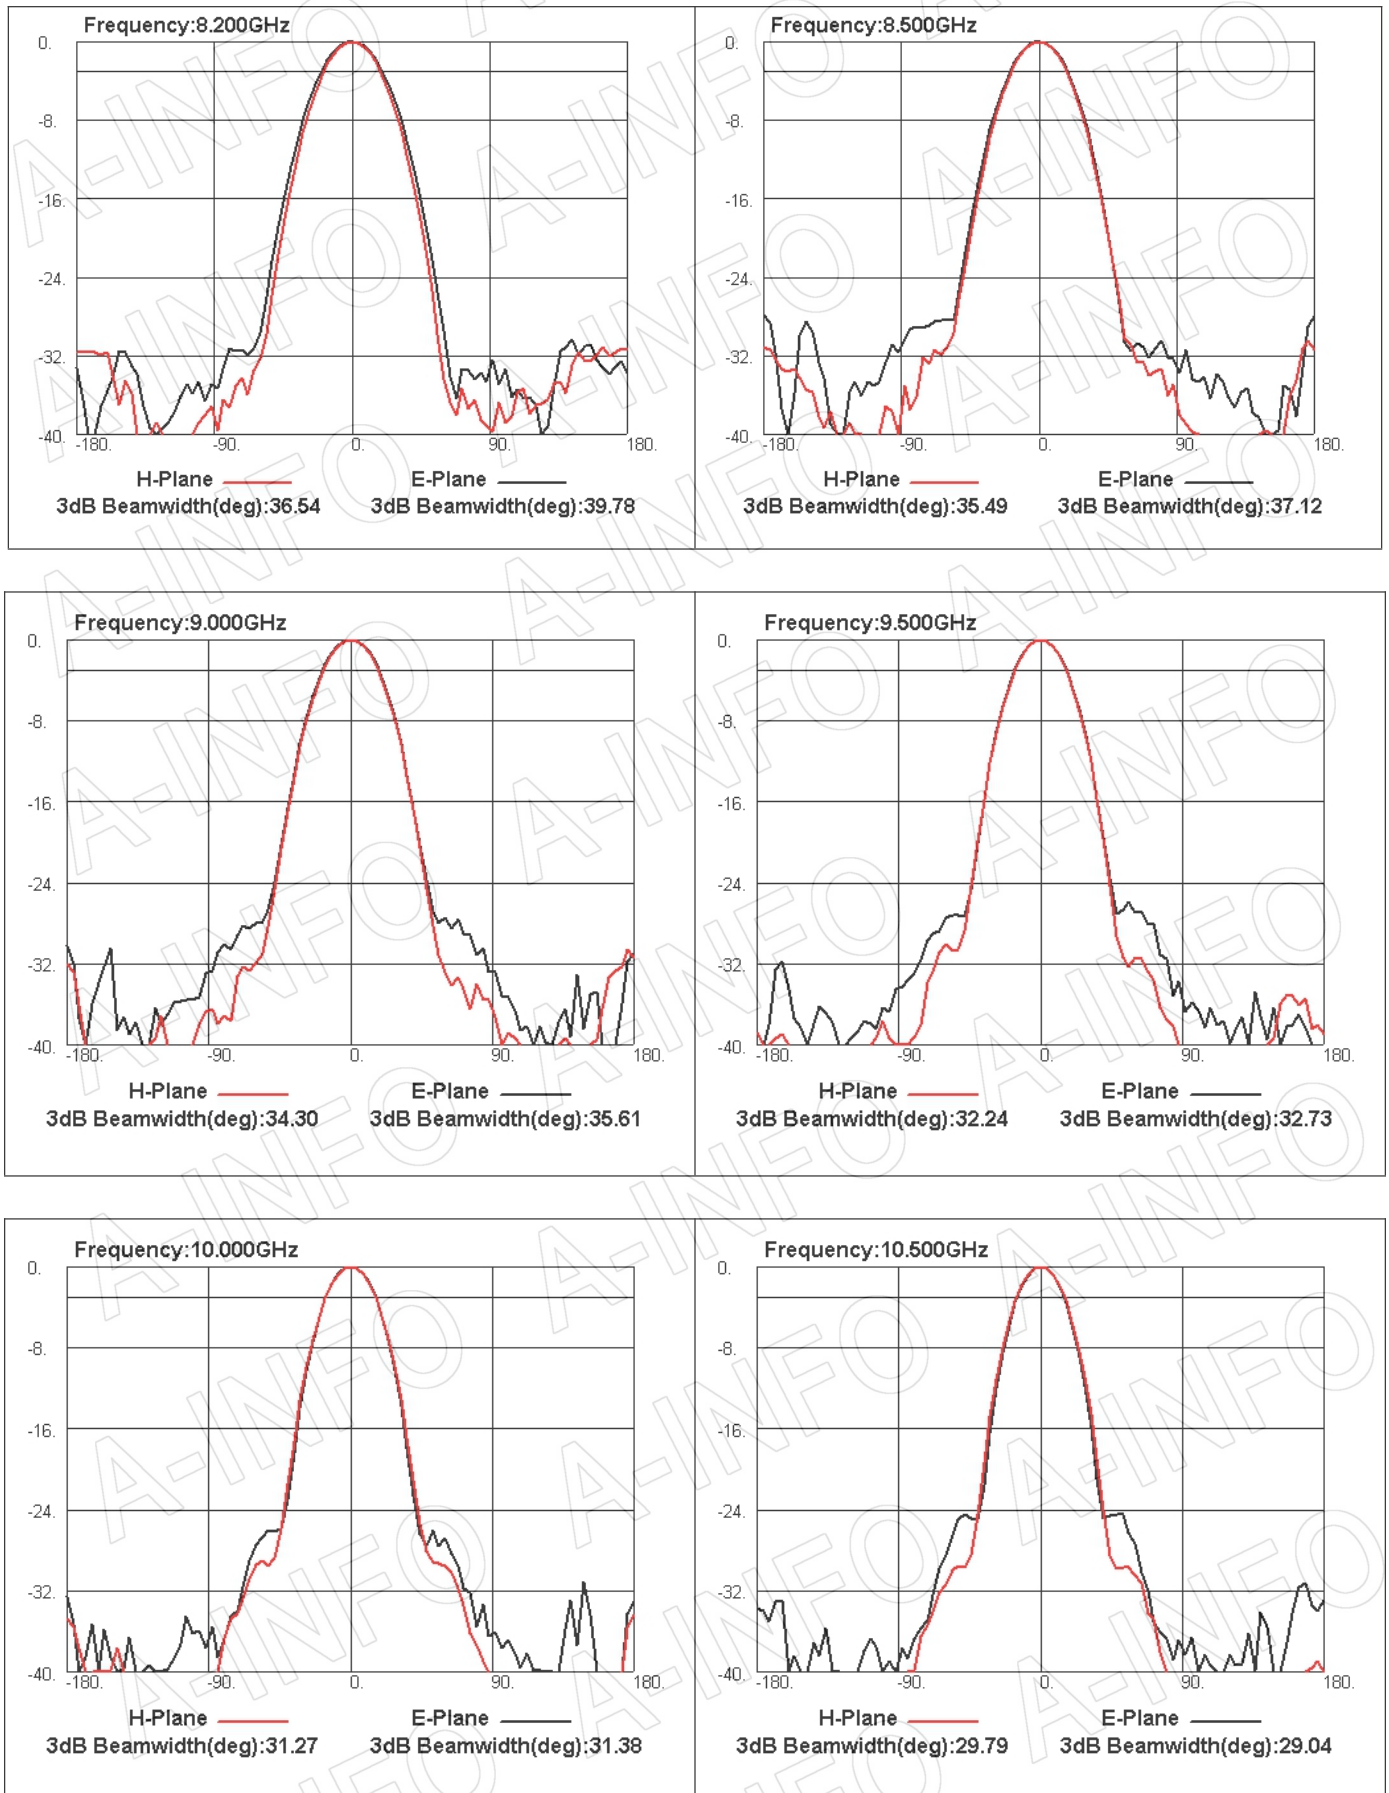 Frequency:8.200GHz
0.
-8.
-16.
-24.
-32.
-40.
-180.
-90.
0.
90.
180.
H-Plane
E-Plane
3dB Beamwidth(deg):36.54
3dB Beamwidth(deg):39.78
Frequency:8.500GHz
0.
-8.
-16.
-24.
-32.
-40.
-180.
-90.
0.
90.
180.
H-Plane
E-Plane
3dB Beamwidth(deg):35.49
3dB Beamwidth(deg):37.12
Frequency:9.000GHz
0.
-8.
-16.
-24.
-32.
-40.
-180.
-90.
0.
90.
180.
H-Plane
E-Plane
3dB Beamwidth(deg):34.30
3dB Beamwidth(deg):35.61
Frequency:9.500GHz
0.
-8.
-16.
-24.
-32.
-40.
-180.
-90.
0.
90.
180.
H-Plane
E-Plane
3dB Beamwidth(deg):32.24
3dB Beamwidth(deg):32.73
Frequency:10.000GHz
0.
-8.
-16.
-24.
-32.
-40.
-180.
-90.
0.
90.
180.
H-Plane
E-Plane
3dB Beamwidth(deg):31.27
3dB Beamwidth(deg):31.38
Frequency:10.500GHz
0.
-8.
-16.
-24.
-32.
-40.
-180.
-90.
0.
90.
180.
H-Plane
E-Plane
3dB Beamwidth(deg):29.79
3dB Beamwidth(deg):29.04
A-INFO